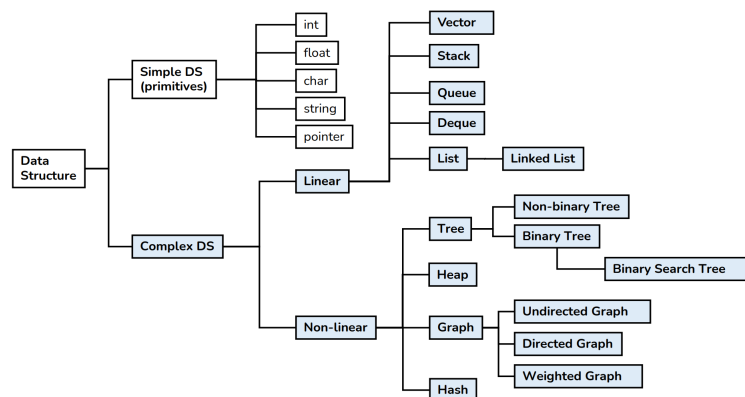 Data
Structure
Simple DS
(primitives)
int
float
char
string
pointer
Complex DS
Linear
Vector
Stack
Queue
Deque
List
Linked List
Non-linear
Tree
Non-binary Tree
Binary Tree
Binary Search Tree
Heap
Graph
Undirected Graph
Directed Graph
Weighted Graph
Hash